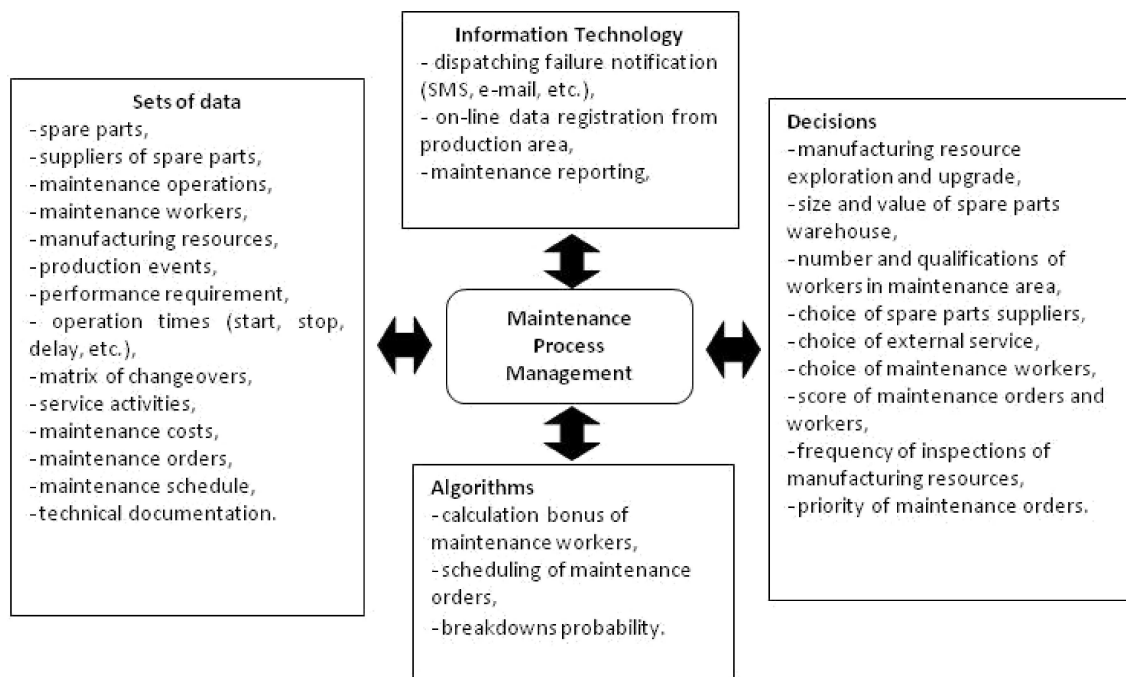 Information Technology
- dispatching failure notification
(SMS, e-mail, etc.),
- on-line data registration from
production area,
-maintenance reporting,
Sets of data
-spare parts,
-suppliers of spare parts,
-maintenance operations,
-maintenance workers,
-manufacturing resources,
-production events,
-performance requirement,
- operation times (start, stop,
delay, etc.),
-matrix of changeovers,
-service activities,
-maintenance costs,
-maintenance orders,
-maintenance schedule,
-technical documentation.
Maintenance
Process
Management
Decisions
-manufacturing resource
exploration and upgrade,
-size and value of spare parts
warehouse,
-number and qualifications of
workers in maintenance area,
-choice of spare parts suppliers,
-choice of external service,
-choice of maintenance workers,
-score of maintenance orders and
workers,
-frequency of inspections of
manufacturing resources,
-priority of maintenance orders.
Algorithms
-calculation bonus of
maintenance workers,
-scheduling of maintenance
orders,
-breakdowns probability.